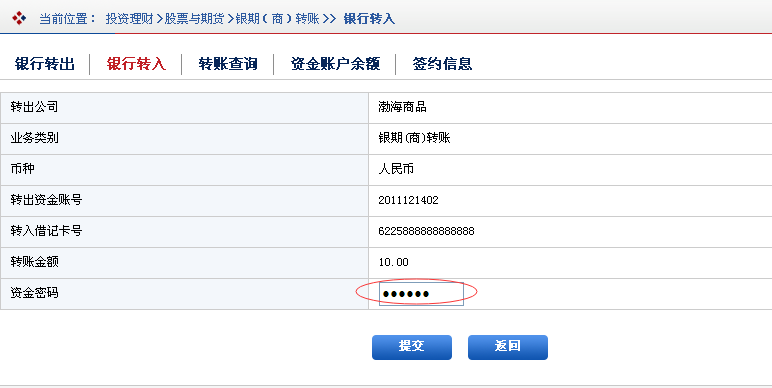 当前位置： 投资理财>股票与期货>银期（商）转账>> 银行转入
银行转出 银行转入 转账查询 资金账户余额 签约信息
转出公司 渤海商品
业务类别 银期(商)转账
币种 人民币
转出资金账号 2011121402
转入借记卡号 6225888888888888
转账金额 10.00
资金密码 ●●●●●●
提交 返回